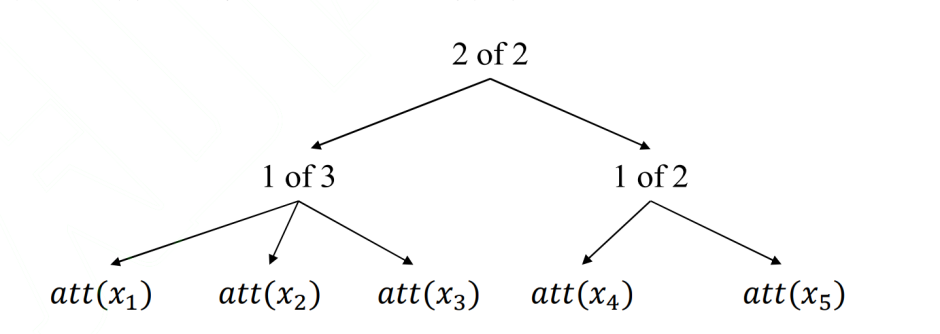 2 of 2
1 of 3 1 of 2
att(x₁) att(x₂) att(x₃) att(x₄) att(x₅)